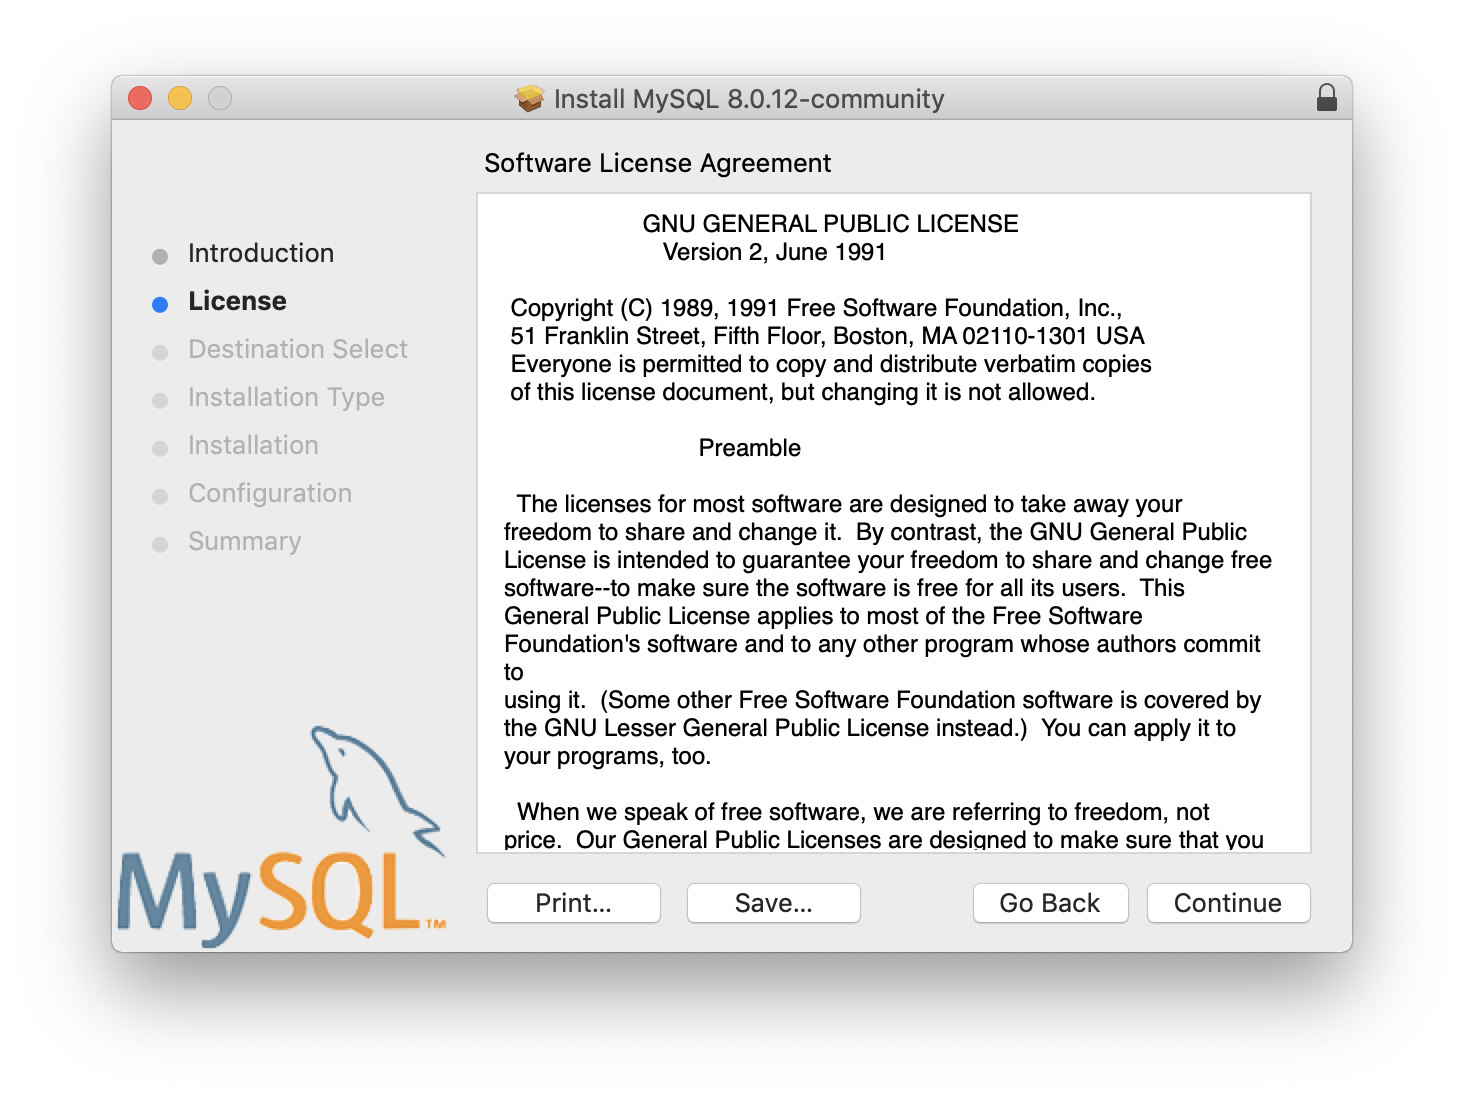 Install MySQL 8.0.12-community
Software License Agreement
Introduction
License
Destination Select
Installation Type
Installation
Configuration
Summary
GNU GENERAL PUBLIC LICENSE
Version 2, June 1991
Copyright (C) 1989, 1991 Free Software Foundation, Inc.,
51 Franklin Street, Fifth Floor, Boston, MA 02110-1301 USA
Everyone is permitted to copy and distribute verbatim copies
of this license document, but changing it is not allowed.
Preamble
The licenses for most software are designed to take away your
freedom to share and change it.  By contrast, the GNU General Public
License is intended to guarantee your freedom to share and change free
software--to make sure the software is free for all its users.  This
General Public License applies to most of the Free Software
Foundation's software and to any other program whose authors commit
to
using it.  (Some other Free Software Foundation software is covered by
the GNU Lesser General Public License instead.)  You can apply it to
your programs, too.
When we speak of free software, we are referring to freedom, not
price.  Our General Public Licenses are designed to make sure that you
MySQL™
Print...
Save...
Go Back
Continue